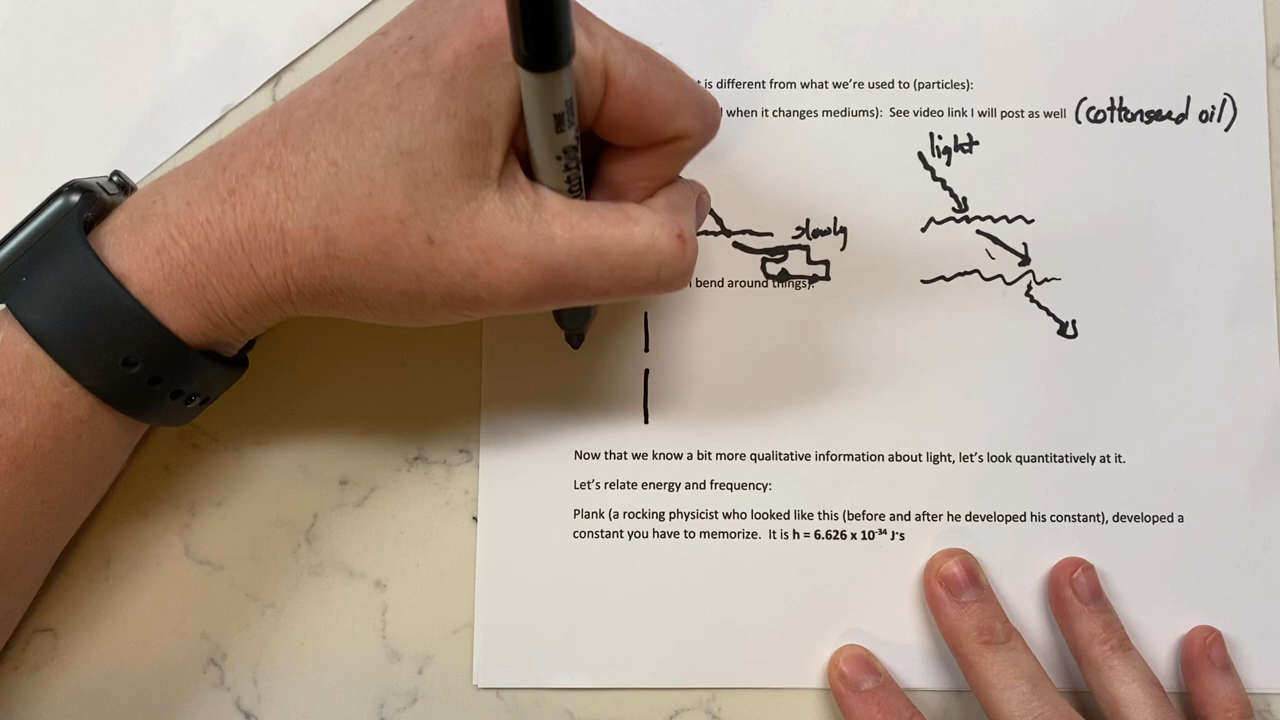 is different from what we're used to (particles):
when it changes mediums): See video link I will post as well (cottonseed oil)
light
slowly
bend around things):
Now that we know a bit more qualitative information about light, let's look quantitatively at it.
Let's relate energy and frequency:
Plank (a rocking physicist who looked like this (before and after he developed his constant), developed a
constant you have to memorize. It is h = 6.626 x 10⁻³⁴ J·s